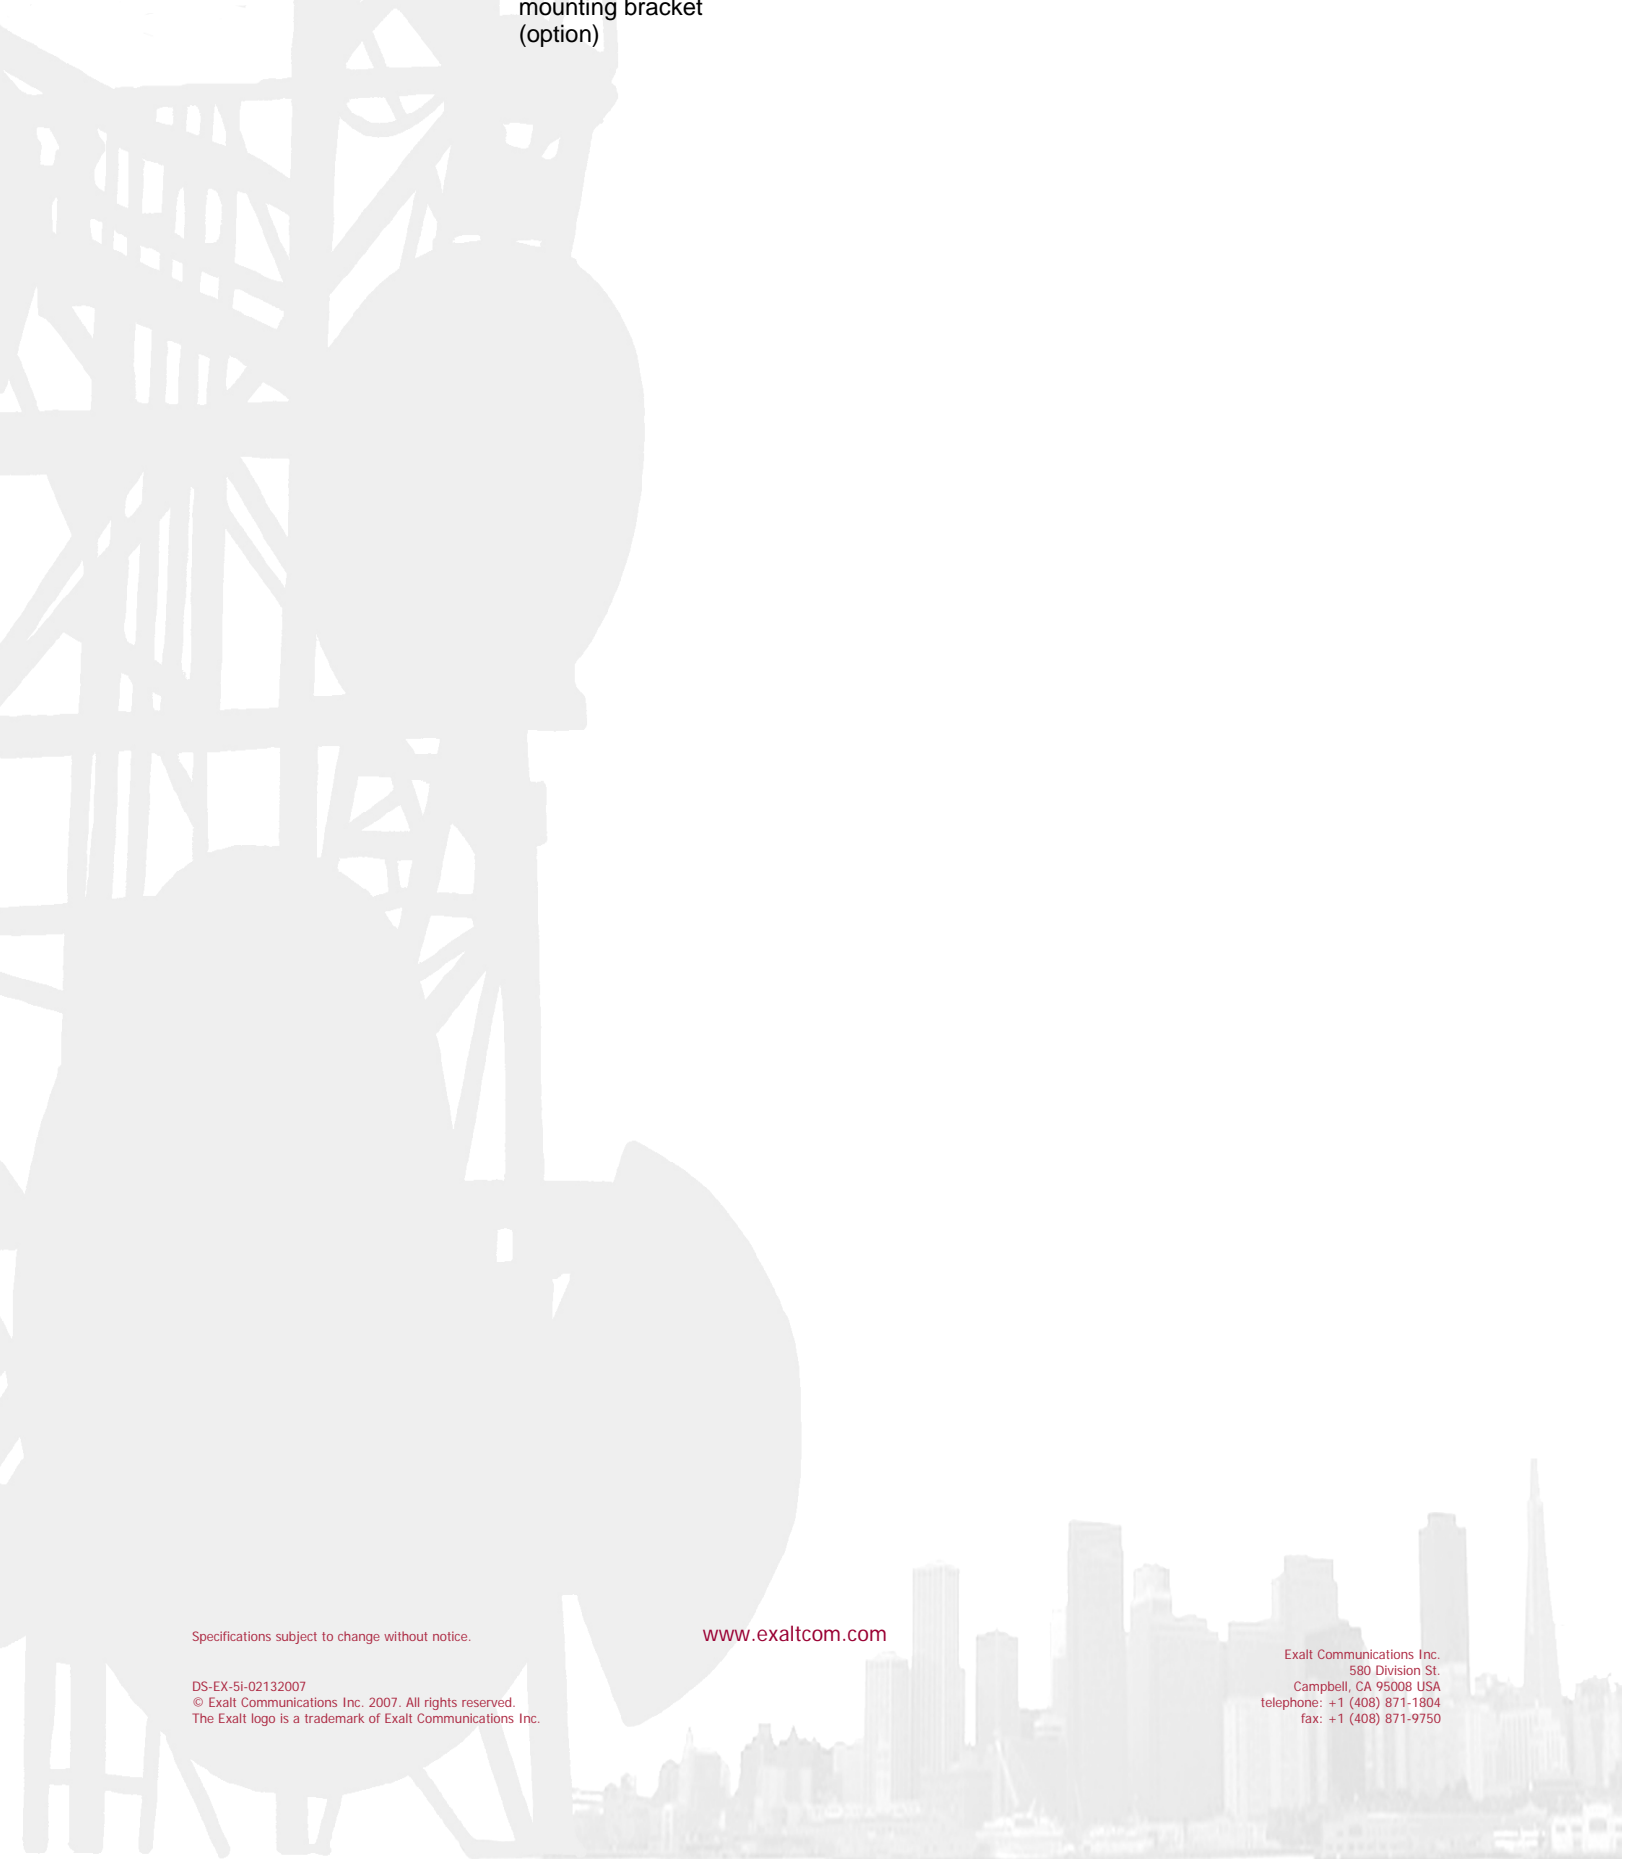 mounting bracket
(option)
Specifications subject to change without notice.
www.exaltcom.com
DS-EX-5i-02132007
© Exalt Communications Inc. 2007. All rights reserved.
The Exalt logo is a trademark of Exalt Communications Inc.
Exalt Communications Inc.
580 Division St.
Campbell, CA 95008 USA
telephone: +1 (408) 871-1804
fax: +1 (408) 871-9750